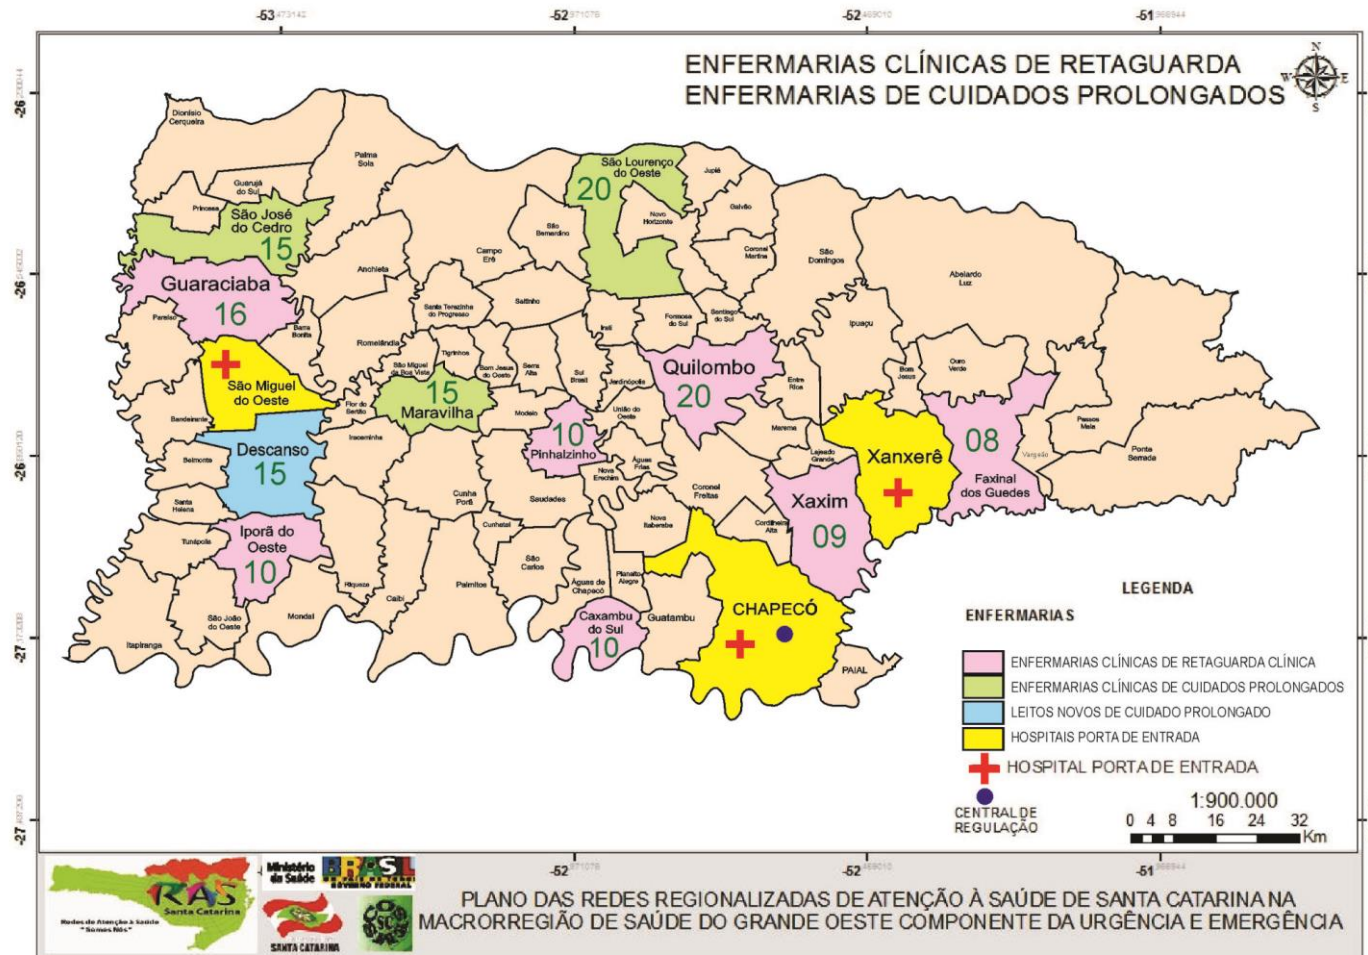 -53,473142
-52,971076
-52,469010
-51,966944
ENFERMARIAS CLÍNICAS DE RETAGUARDA
ENFERMARIAS DE CUIDADOS PROLONGADOS
N
W
E
S
Dionísio
Cerqueira
Palma
Sola
Guarujá
do Sul
Princesa
São José
do Cedro
15
São Lourenço
do Oeste
20
Jupiá
Novo
Horizonte
Galvão
São
Bernardino
Campo
Erê
Coronel
Martins
São
Domingos
Abelardo
Luz
Anchieta
Guaraciaba
16
Paraíso
Barra
Bonita
Romelândia
Santa Terezinha
do Progresso
Saltinho
Irati
Formosa
do Sul
Santiago
do Sul
Ipuaçu
São Miguel
da Boa Vista
Tigrinhos
Bom Jesus
do Oeste
Serra
Alta
Sul
Brasil
Jardinópolis
Quilombo
20
Entre
Rios
Bom
Jesus
Ouro
Verde
São Miguel
do Oeste
15
Maravilha
Flor do
Sertão
Bandeirante
Modelo
União do
Oeste
Marema
Passos
Maia
Iraceminha
10
Pinhalzinho
Descanso
15
Belmonte
Águas
Frias
Lajeado
Grande
Xanxerê
08
Faxinal
dos Guedes
Vargeão
Ponte
Serrada
Nova
Erechim
Coronel
Freitas
Cunha
Porã
Saudades
Xaxim
09
Santa
Helena
Iporã do
Oeste
10
Tunápolis
Cunhataí
Nova
Itaberaba
Cordilheira
Alta
São
Carlos
Riqueza
Caibi
Palmitos
Águas de
Chapecó
Planalto
Alegre
Guatambu
CHAPECÓ
Caxambu
do Sul
10
São João
do Oeste
Mondaí
Itapiranga
PAIAL
LEGENDA
ENFERMARIAS
ENFERMARIAS CLÍNICAS DE RETAGUARDA CLÍNICA
ENFERMARIAS CLÍNICAS DE CUIDADOS PROLONGADOS
LEITOS NOVOS DE CUIDADO PROLONGADO
HOSPITAIS PORTA DE ENTRADA
HOSPITAL PORTA DE ENTRADA
CENTRAL DE
REGULAÇÃO
1:900.000
0 4 8 16 24 32
Km
RAS
Santa Catarina
Redes de Atenção à Saúde
"Somos Nós"
Ministério
da Saúde
BRASIL
GOVERNO FEDERAL
SANTA CATARINA
PLANO DAS REDES REGIONALIZADAS DE ATENÇÃO À SAÚDE DE SANTA CATARINA NA
MACRORREGIÃO DE SAÚDE DO GRANDE OESTE COMPONENTE DA URGÊNCIA E EMERGÊNCIA